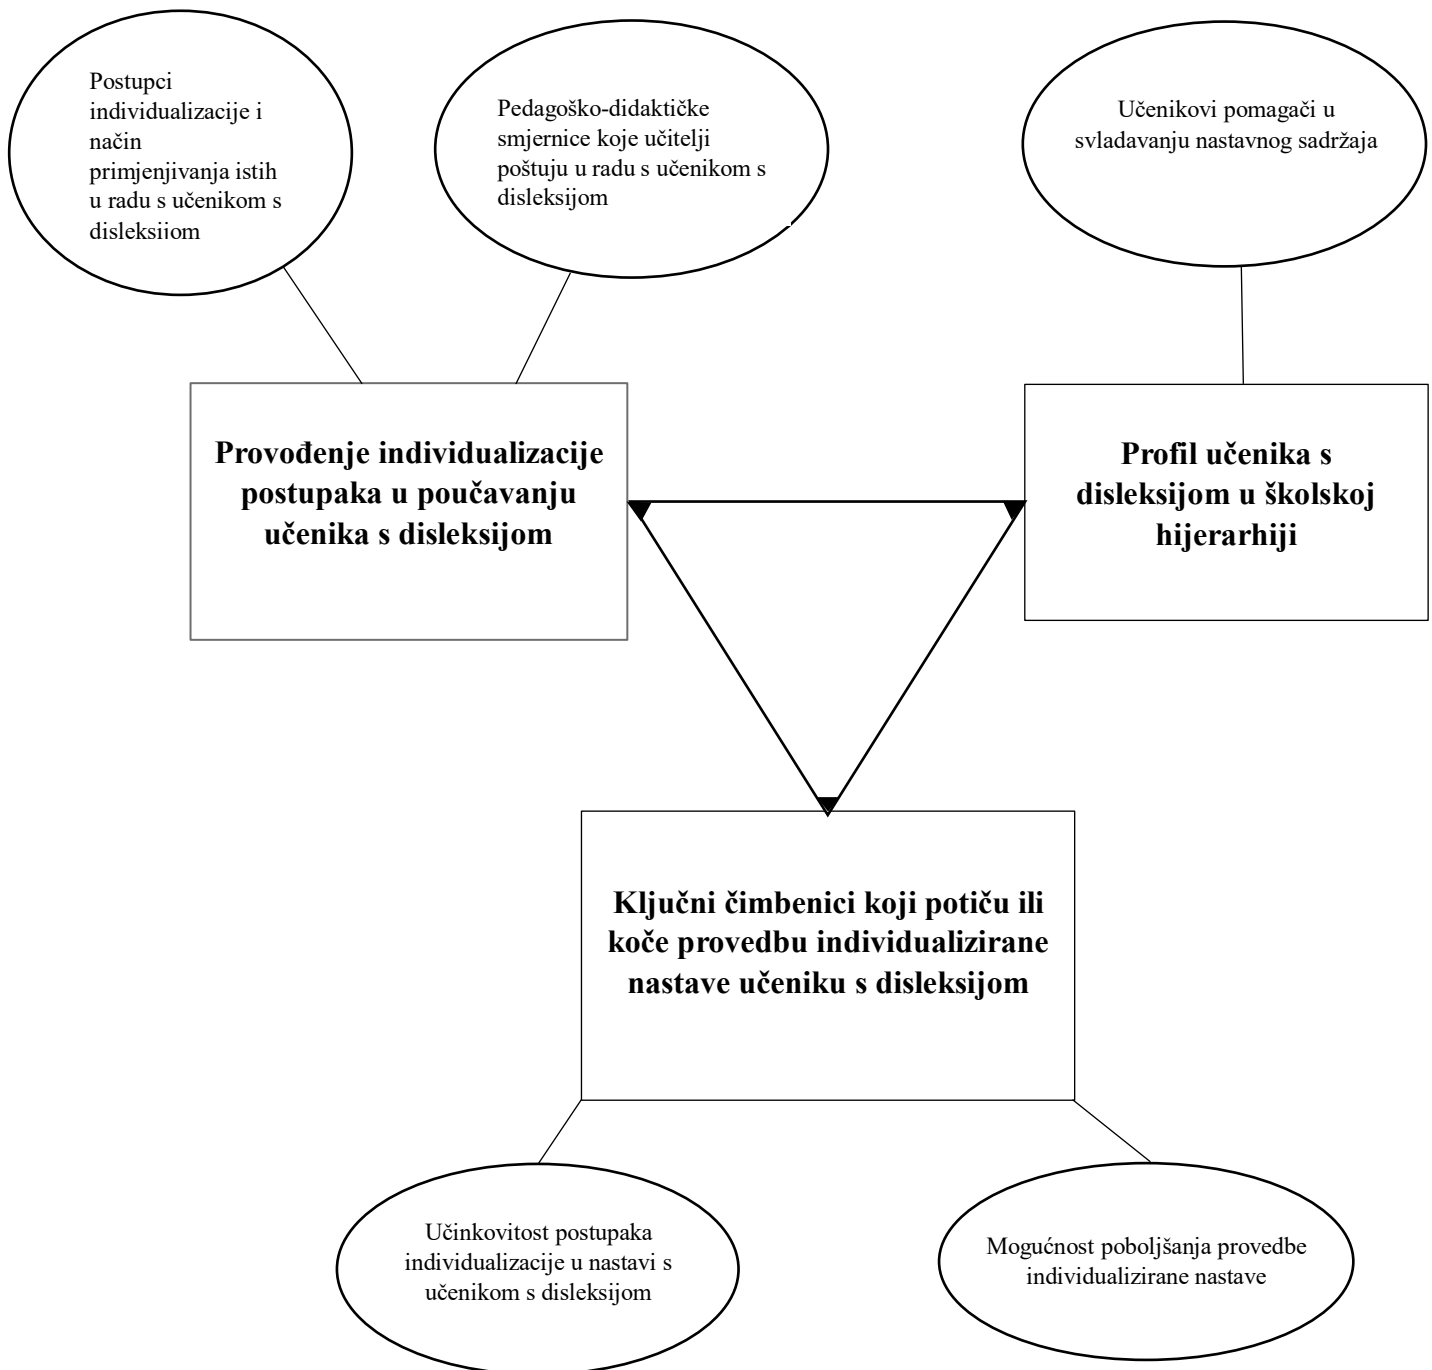 Postupci
individualizacije i
način
primjenjivanja istih
u radu s učenikom s
disleksijom
Pedagoško-didaktičke
smjernice koje učitelji
poštuju u radu s učenikom s
disleksijom
Učenikovi pomagači u
svladavanju nastavnog sadržaja
Provođenje individualizacije
postupaka u poučavanju
učenika s disleksijom
Profil učenika s
disleksijom u školskoj
hijerarhiji
Ključni čimbenici koji potiču ili
koče provedbu individualizirane
nastave učeniku s disleksijom
Učinkovitost postupaka
individualizacije u nastavi s
učenikom s disleksijom
Mogućnost poboljšanja provedbe
individualizirane nastave